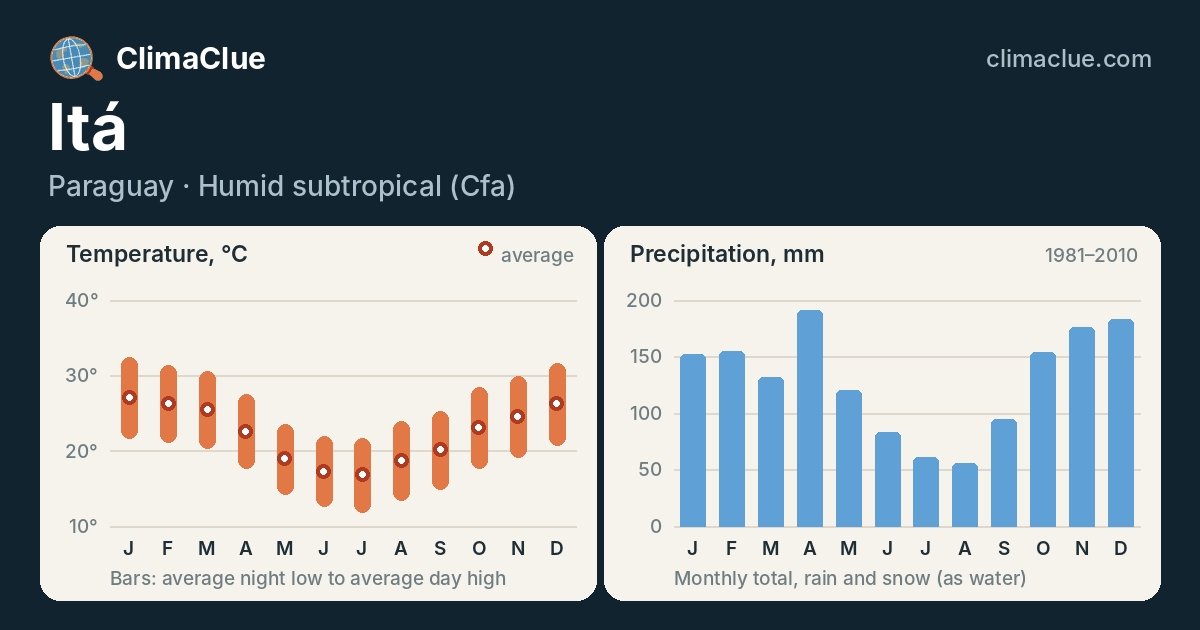 ClimaClue
climaclue.com
Itá
Paraguay · Humid subtropical (Cfa)
Temperature, °C
average
40°
30°
20°
10°
J F M A M J J A S O N D
Bars: average night low to average day high
Precipitation, mm
1981–2010
200
150
100
50
0
J F M A M J J A S O N D
Monthly total, rain and snow (as water)